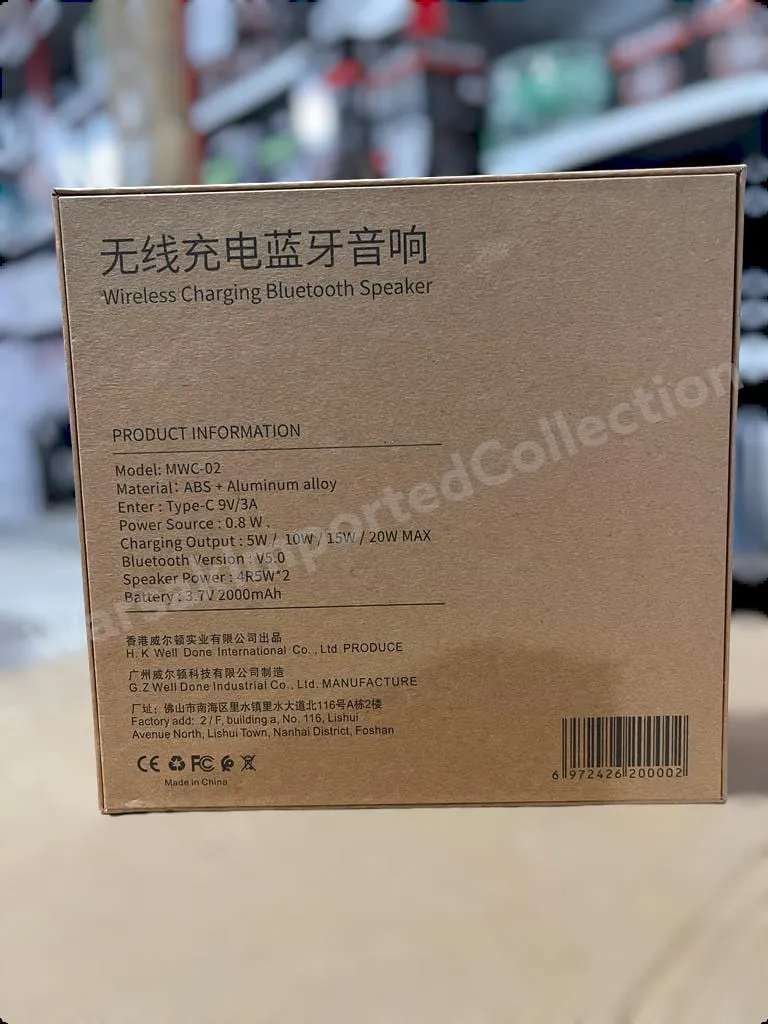 无线充电蓝牙音响
Wireless Charging Bluetooth Speaker
PRODUCT INFORMATION
Model: MWC-02
Material: ABS + Aluminum alloy
Enter : Type-C 9V/3A
Power Source : 0.8 W .
Charging Output : 5W / 10W / 15W / 20W MAX
Bluetooth Version : V5.0
Speaker Power : 4R5W*2
Battery : 3.7V 2000mAh
香港威尔顿实业有限公司出品
H. K Well Done International Co. , Ltd PRODUCE
广州威尔顿科技有限公司制造
G.Z Well Done Industrial Co., Ltd. MANUFACTURE
厂址: 佛山市南海区里水镇里水大道北116号A栋2楼
Factory add: 2 / F, building a, No. 116, Lishui
Avenue North, Lishui Town, Nanhai District, Foshan
CE FC
Made in China
6 972426 200002
ImportedCollection